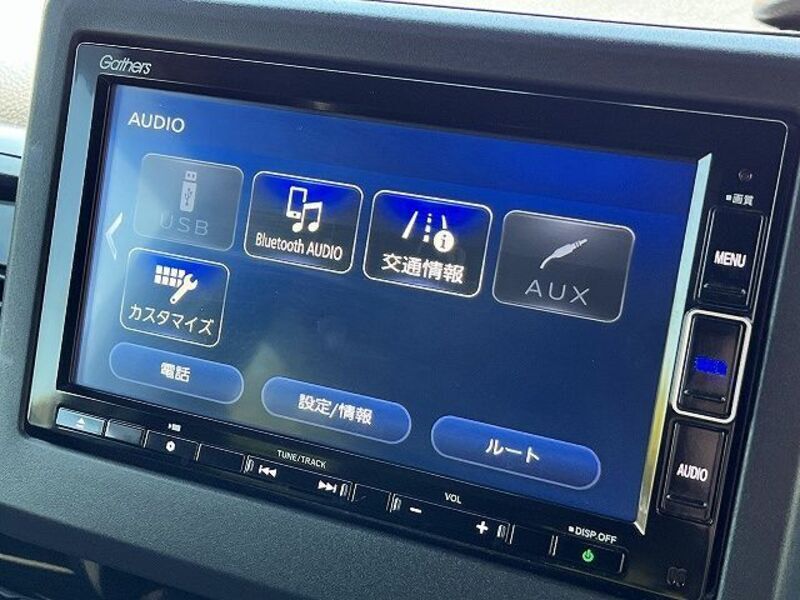 Gathers
AUDIO
USB
Bluetooth AUDIO
交通情報
AUX
カスタマイズ
電話
設定/情報
ルート
画質
MENU
AUDIO
TUNE/TRACK
VOL
DISP.OFF